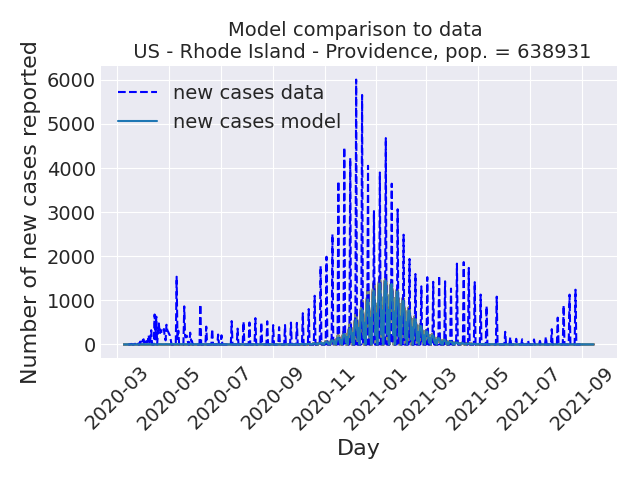 Model comparison to data
US - Rhode Island - Providence, pop. = 638931
Number of new cases reported
6000
5000
4000
3000
2000
1000
0
new cases data
new cases model
2020-03
2020-05
2020-07
2020-09
2020-11
2021-01
2021-03
2021-05
2021-07
2021-09
Day